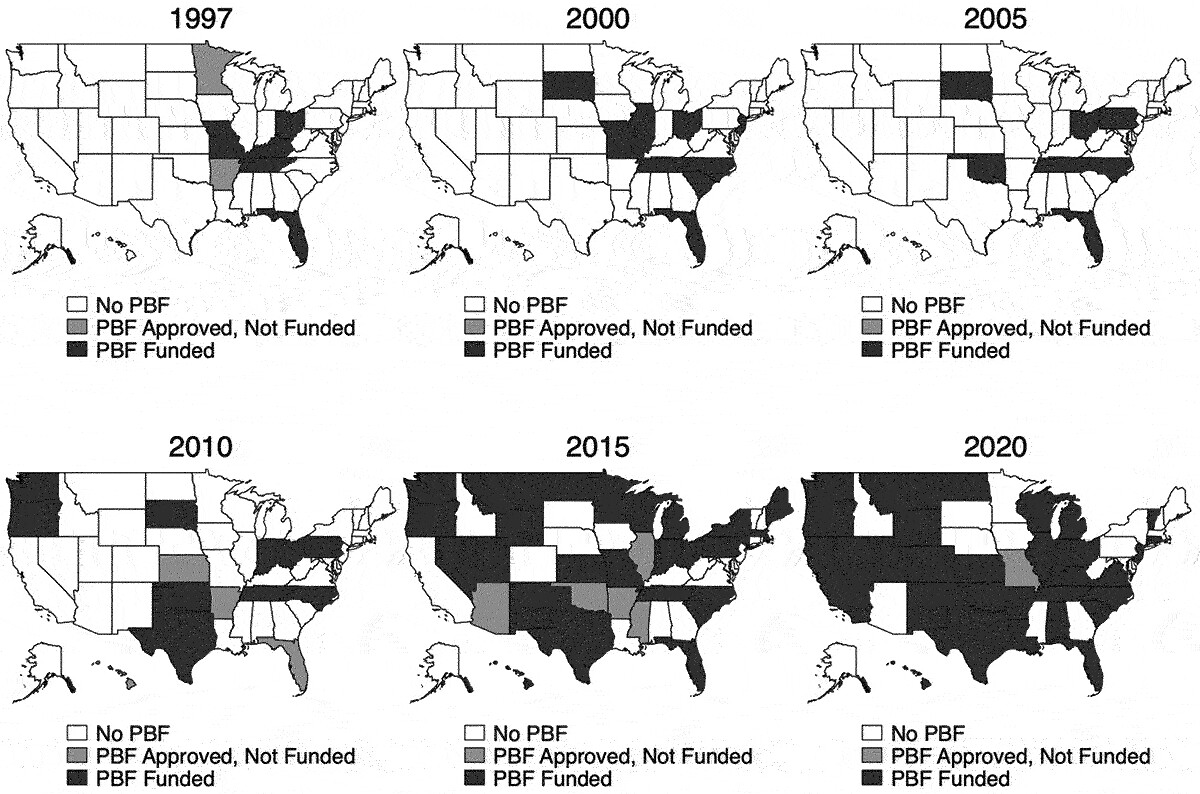 1997
2000
2005
No PBF
PBF Approved, Not Funded
PBF Funded
No PBF
PBF Approved, Not Funded
PBF Funded
No PBF
PBF Approved, Not Funded
PBF Funded
2010
2015
2020
No PBF
PBF Approved, Not Funded
PBF Funded
No PBF
PBF Approved, Not Funded
PBF Funded
No PBF
PBF Approved, Not Funded
PBF Funded